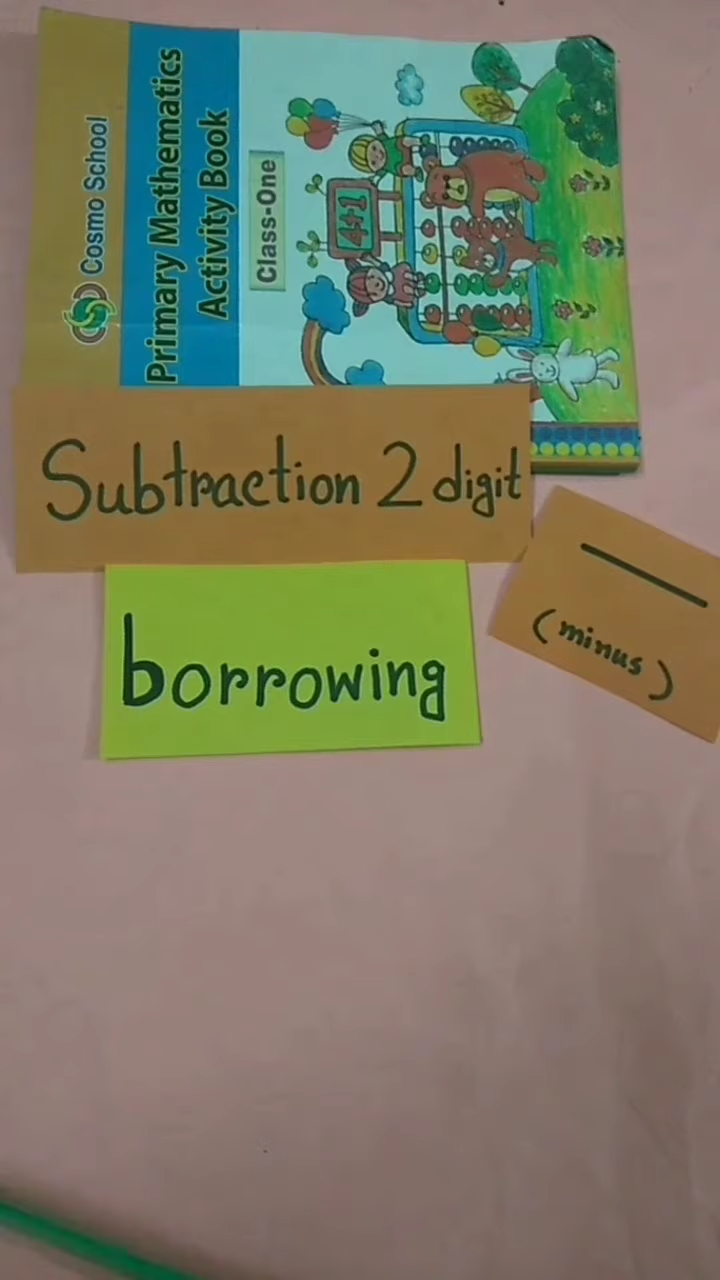 Cosmo School
Primary Mathematics
Activity Book
Class-One
4+1
Subtraction 2 digit
borrowing
—
(minus)